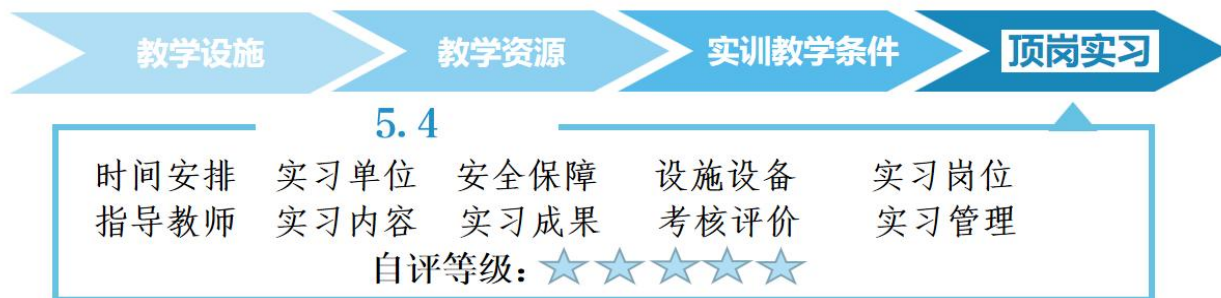 教学设施 教学资源 实训教学条件 顶岗实习
5.4
时间安排 实习单位 安全保障 设施设备 实习岗位
指导教师 实习内容 实习成果 考核评价 实习管理
自评等级：